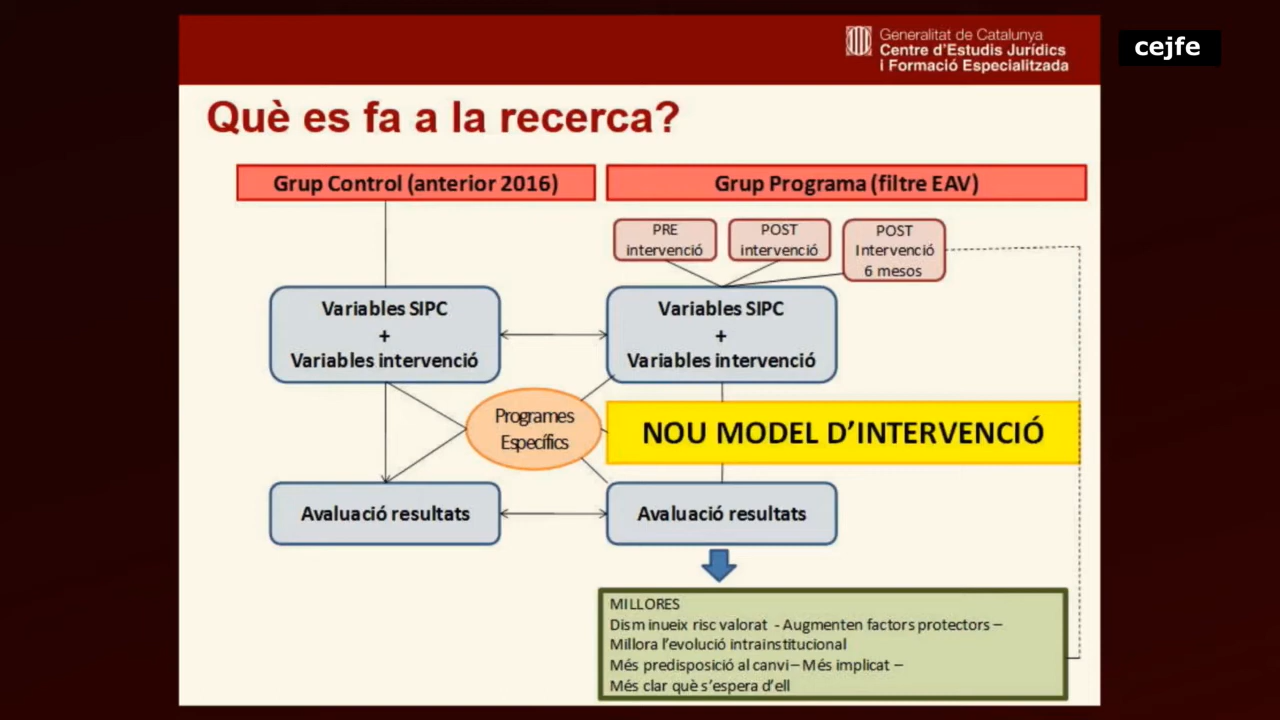 Generalitat de Catalunya
Centre d'Estudis Jurídics
i Formació Especialitzada
cejfe
Què es fa a la recerca?
Grup Control (anterior 2016)
Grup Programa (filtre EAV)
PRE
intervenció
POST
intervenció
POST
Intervenció
6 mesos
Variables SIPC
+
Variables intervenció
Variables SIPC
+
Variables intervenció
Programes
Específics
NOU MODEL D'INTERVENCIÓ
Avaluació resultats
Avaluació resultats
MILLORES
Disminueix risc valorat - Augmenten factors protectors –
Millora l'evolució intrainstitucional
Més predisposició al canvi – Més implicat –
Més clar què s'espera d'ell